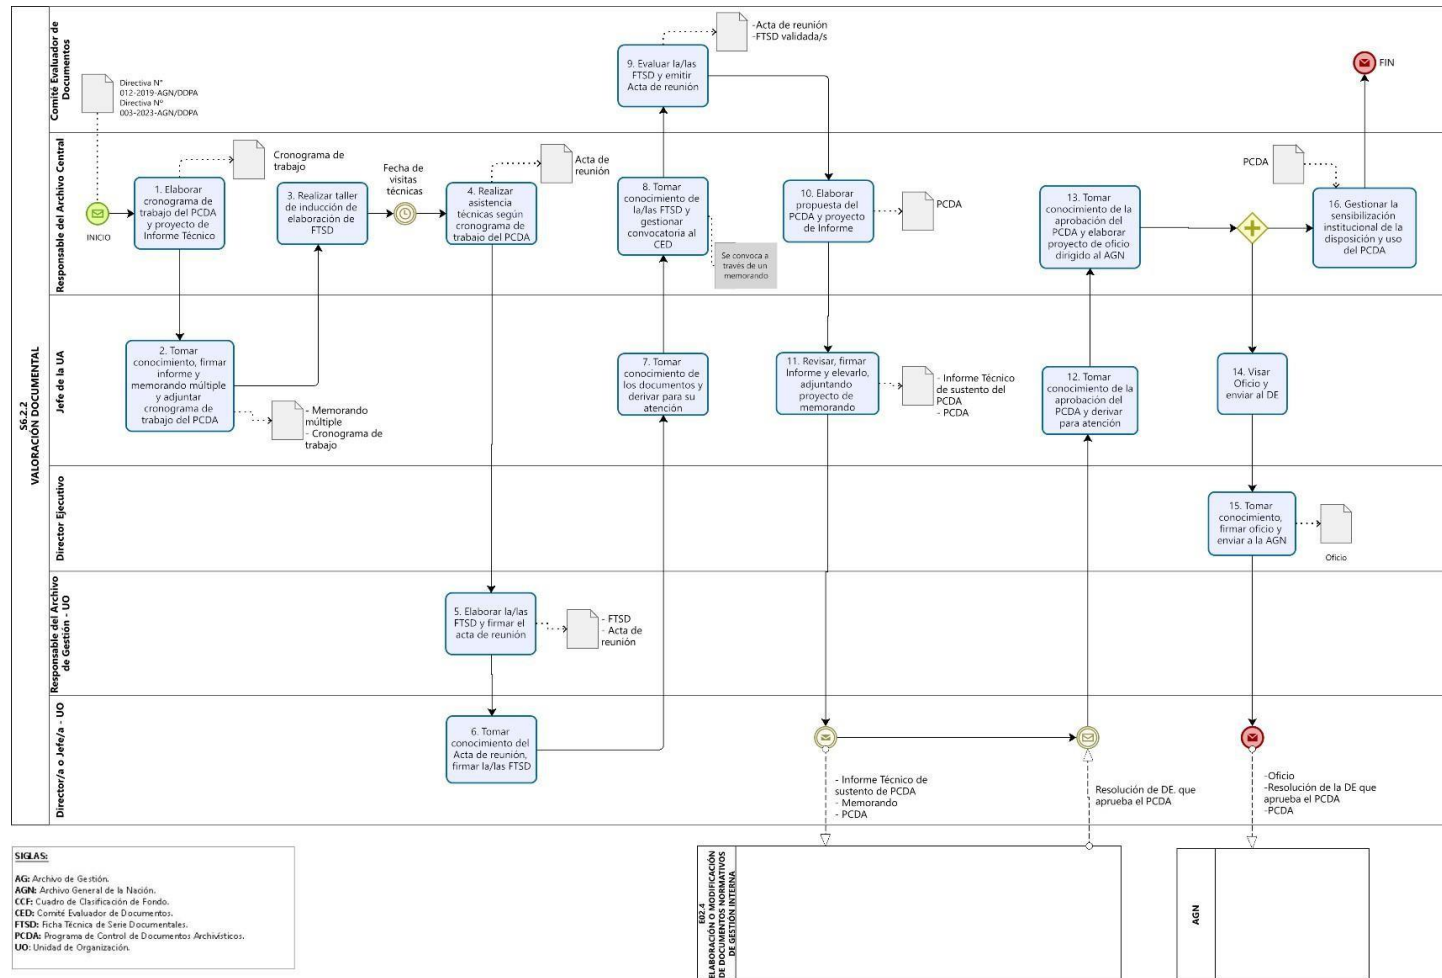 S6.2.2
VALORACIÓN DOCUMENTAL
Comité Evaluador de
Documentos
Directiva N°
012-2019-AGN/DDPA
Directiva Nº
003-2023-AGN/DDPA
9. Evaluar la/las
FTSD y emitir
Acta de reunión
-Acta de reunión
-FTSD validada/s
FIN
Responsable del Archivo Central
INICIO
1. Elaborar
cronograma de
trabajo del PCDA
y proyecto de
Informe Técnico
Cronograma de
trabajo
3. Realizar taller
de inducción de
elaboración de
FTSD
Fecha de
visitas
técnicas
4. Realizar
asistencia
técnicas según
cronograma de
trabajo del PCDA
Acta de
reunión
8. Tomar
conocimiento de
la/las FTSD y
gestionar
convocatoria al
CED
Se convoca a
través de un
memorando
10. Elaborar
propuesta del
PCDA y proyecto
de Informe
PCDA
13. Tomar
conocimiento de la
aprobación del
PCDA y elaborar
proyecto de oficio
dirigido al AGN
PCDA
16. Gestionar la
sensibilización
institucional de la
disposición y uso
del PCDA
Jefe de la UA
2. Tomar
conocimiento, firmar
informe y
memorando múltiple
y adjuntar
cronograma de
trabajo del PCDA
- Memorando
múltiple
- Cronograma de
trabajo
7. Tomar
conocimiento de
los documentos y
derivar para su
atención
11. Revisar, firmar
Informe y elevarlo,
adjuntando
proyecto de
memorando
- Informe Técnico
de sustento del
PCDA
- PCDA
12. Tomar
conocimiento de la
aprobación del
PCDA y derivar
para atención
14. Visar
Oficio y
enviar al DE
Director Ejecutivo
15. Tomar
conocimiento,
firmar oficio y
enviar a la AGN
Oficio
Responsable del Archivo
de Gestión - UO
5. Elaborar la/las
FTSD y firmar el
acta de reunión
- FTSD
- Acta de
reunión
Director/a o Jefe/a - UO
6. Tomar
conocimiento del
Acta de reunión,
firmar la/las FTSD
- Informe Técnico de
sustento de PCDA
- Memorando
- PCDA
Resolución de DE. que
aprueba el PCDA
-Oficio
-Resolución de la DE que
aprueba el PCDA
-PCDA
SIGLAS:
AG: Archivo de Gestión.
AGN: Archivo General de la Nación.
CCF: Cuadro de Clasificación de Fondo.
CED: Comité Evaluador de Documentos.
FTSD: Ficha Técnica de Serie Documentales.
PCDA: Programa de Control de Documentos Archivísticos.
UO: Unidad de Organización.
E02.4
ELABORACIÓN O MODIFICACIÓN
DE DOCUMENTOS NORMATIVOS
DE GESTIÓN INTERNA
AGN